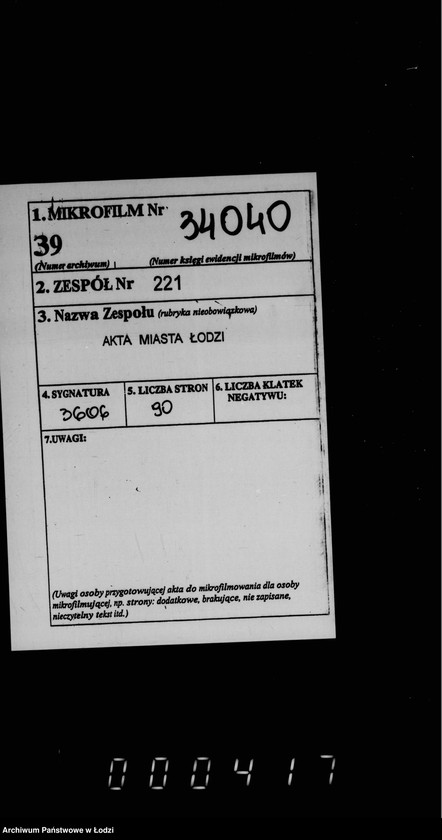 1. MIKROFILM Nr 34040
39
(Numer archiwum) (Numer księgi ewidencji mikrofilmów)
2. ZESPÓŁ Nr 221
3. Nazwa Zespołu (rubryka nieobowiązkowa)
AKTA MIASTA ŁODZI
4. SYGNATURA 5. LICZBA STRON 6. LICZBA KLATEK
NEGATYWU:
3606 90
7.UWAGI:
(Uwagi osoby przygotowującej akta do mikrofilmowania dla osoby
mikrofilmującej, np. strony: dodatkowe, brakujące, nie zapisane,
nieczytelny tekst itd.)
000417
Archiwum Państwowe w Łodzi